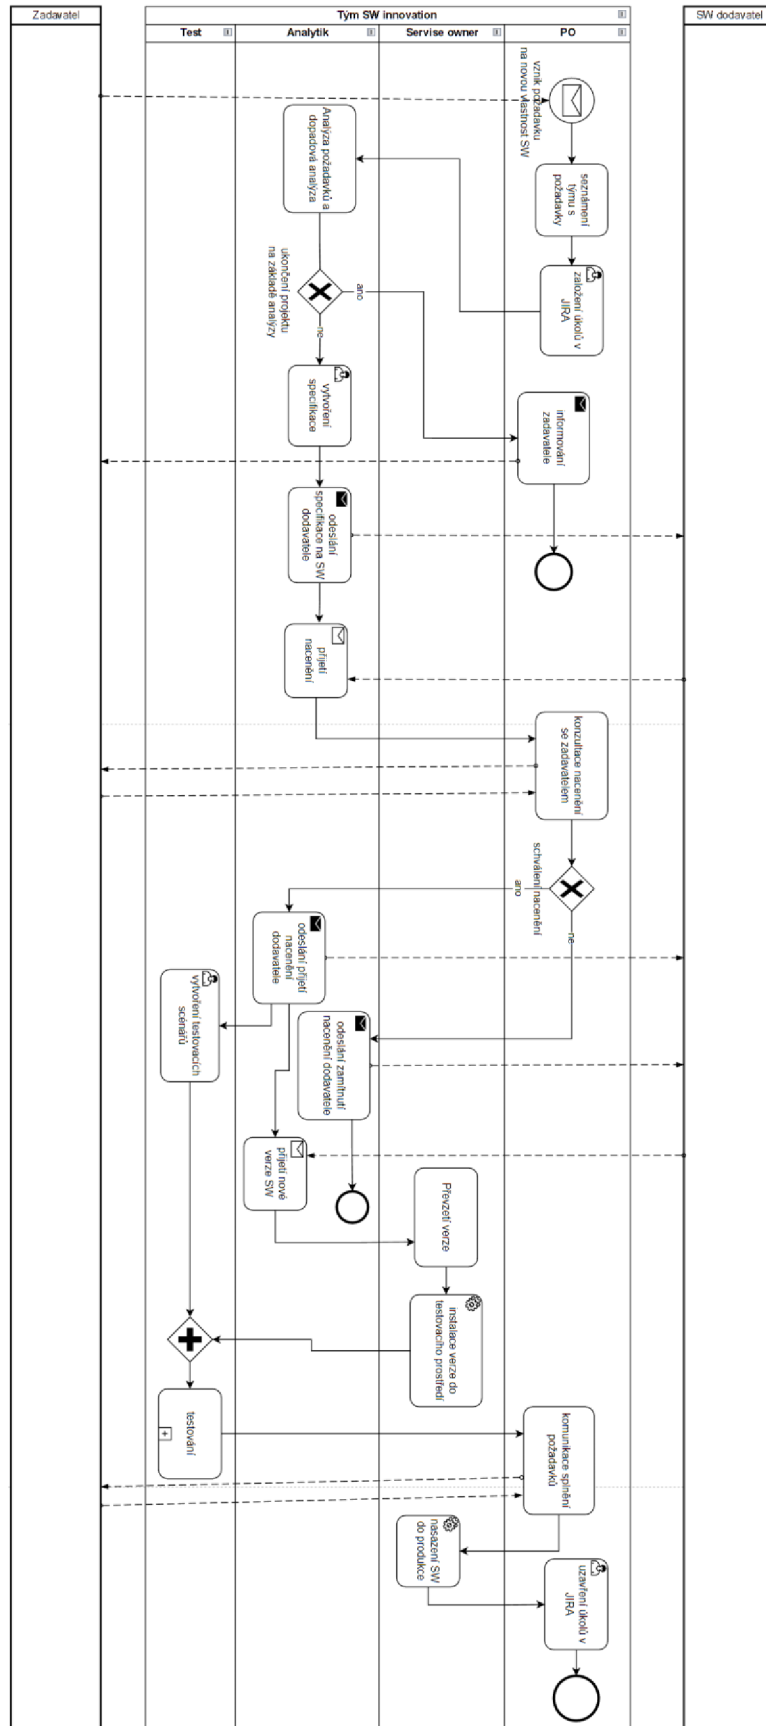 Zadavatel
Tým SW innovation
SW dodavatel
Test
Analytik
Servise owner
PO
vznik požadavku
na novou vlastnost SW
Analýza požadavků a
dopadová analýza
seznámení
týmu s
požadavky
založení úkolů v
JIRA
ukončení projektu
na základě analýzy
ano
ne
vytvoření
specifikace
informování
zadavatele
odeslání
specifikace na SW
dodavatele
přijetí
nacenění
konzultace nacenění
se zadavatelem
schválení nacenění
ano
ne
odeslání přijetí
nacenění
dodavatele
vytvoření testovacích
scénářů
odeslání zamítnutí
nacenění dodavatele
přijetí nové
verze SW
Převzetí verze
instalace verze do
testovacího prostředí
testování
komunikace splnění
požadavků
nasazení SW
do produkce
uzavření úkolů v
JIRA